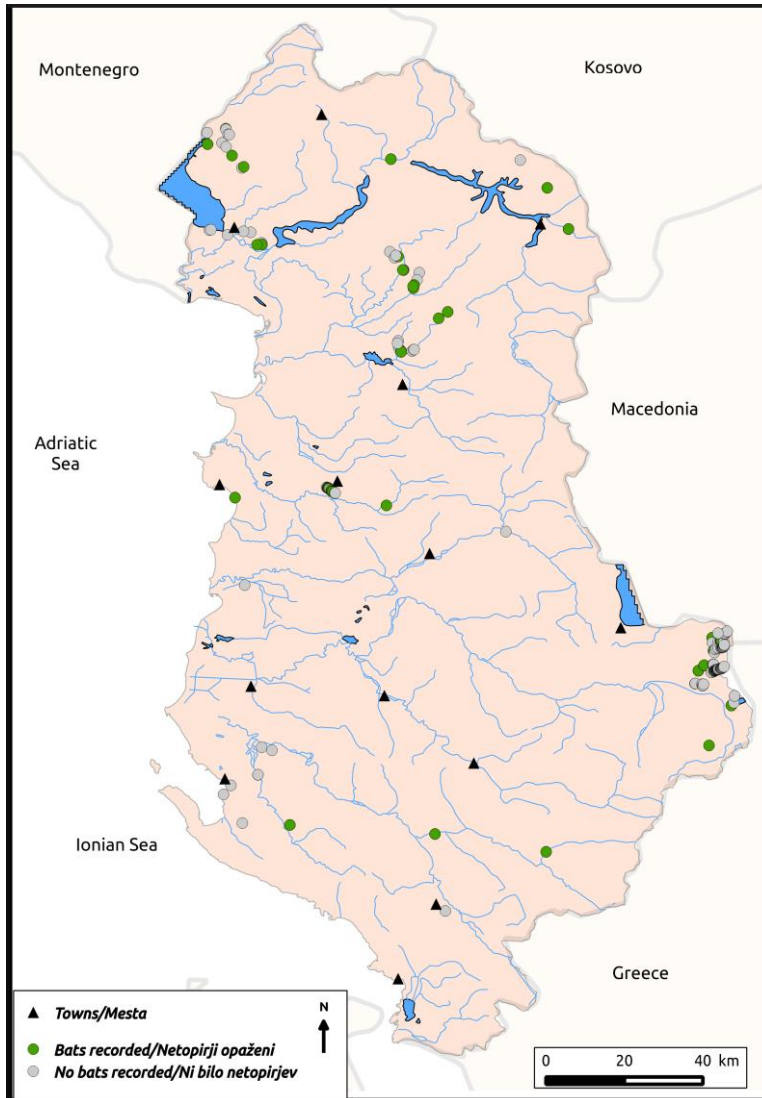 Montenegro
Kosovo
Macedonia
Adriatic
Sea
Ionian Sea
Greece
Towns/Mesta
N
Bats recorded/Netopirji opaženi
No bats recorded/Ni bilo netopirjev
0 20 40 km